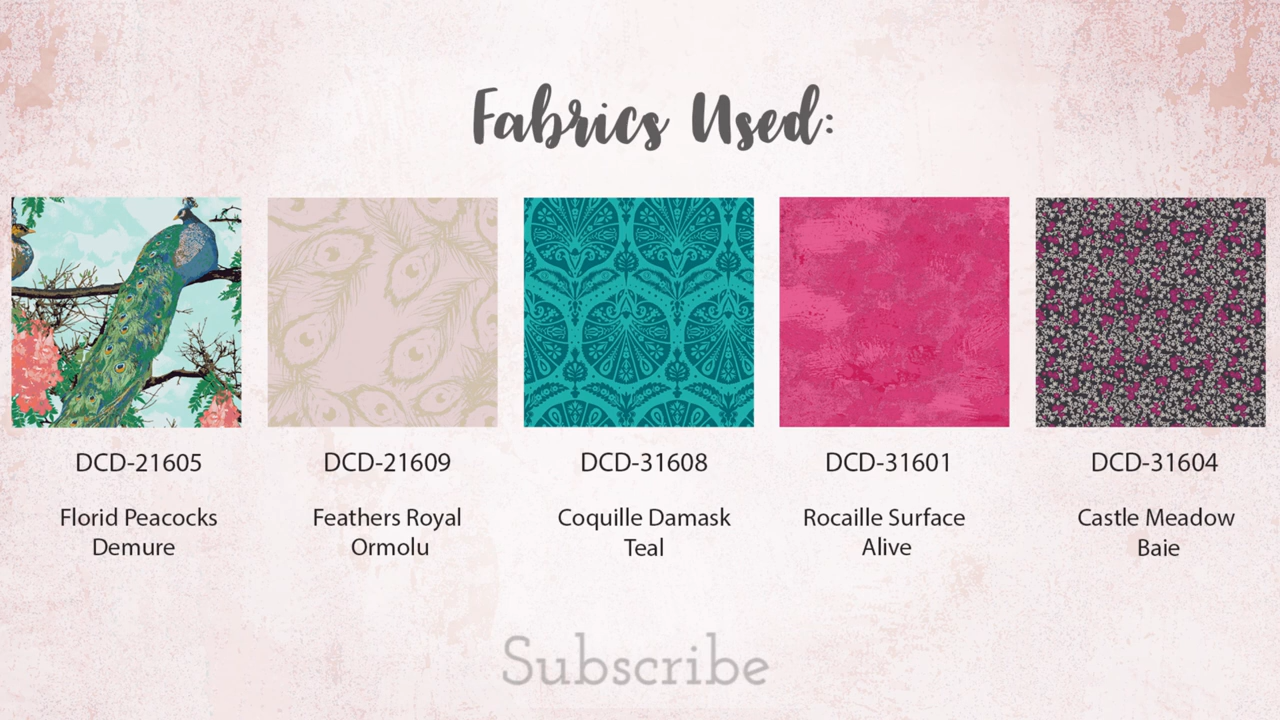 Fabrics Used:
DCD-21605
Florid Peacocks
Demure
DCD-21609
Feathers Royal
Ormolu
DCD-31608
Coquille Damask
Teal
DCD-31601
Rocaille Surface
Alive
DCD-31604
Castle Meadow
Baie
Subscribe